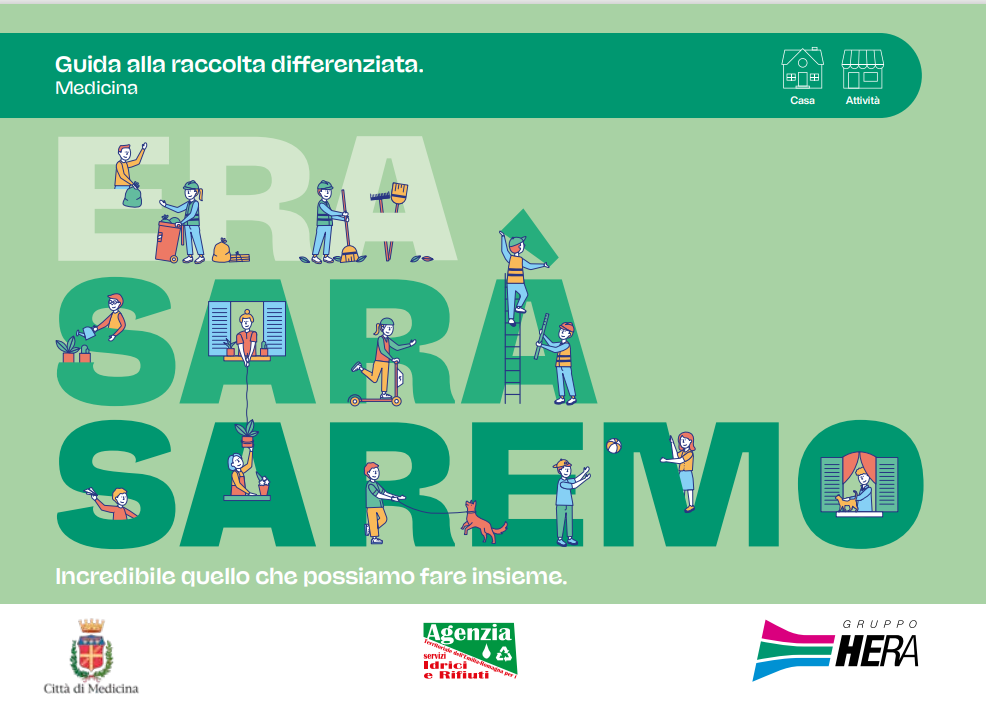 Guida alla raccolta differenziata.
Medicina
Casa
Attività
ERA
SARÀ
SAREMO
Incredibile quello che possiamo fare insieme.
Città di Medicina
Agenzia
Territoriale dell'Emilia-Romagna per i
servizi
Idrici
e Rifiuti
GRUPPO
HERA